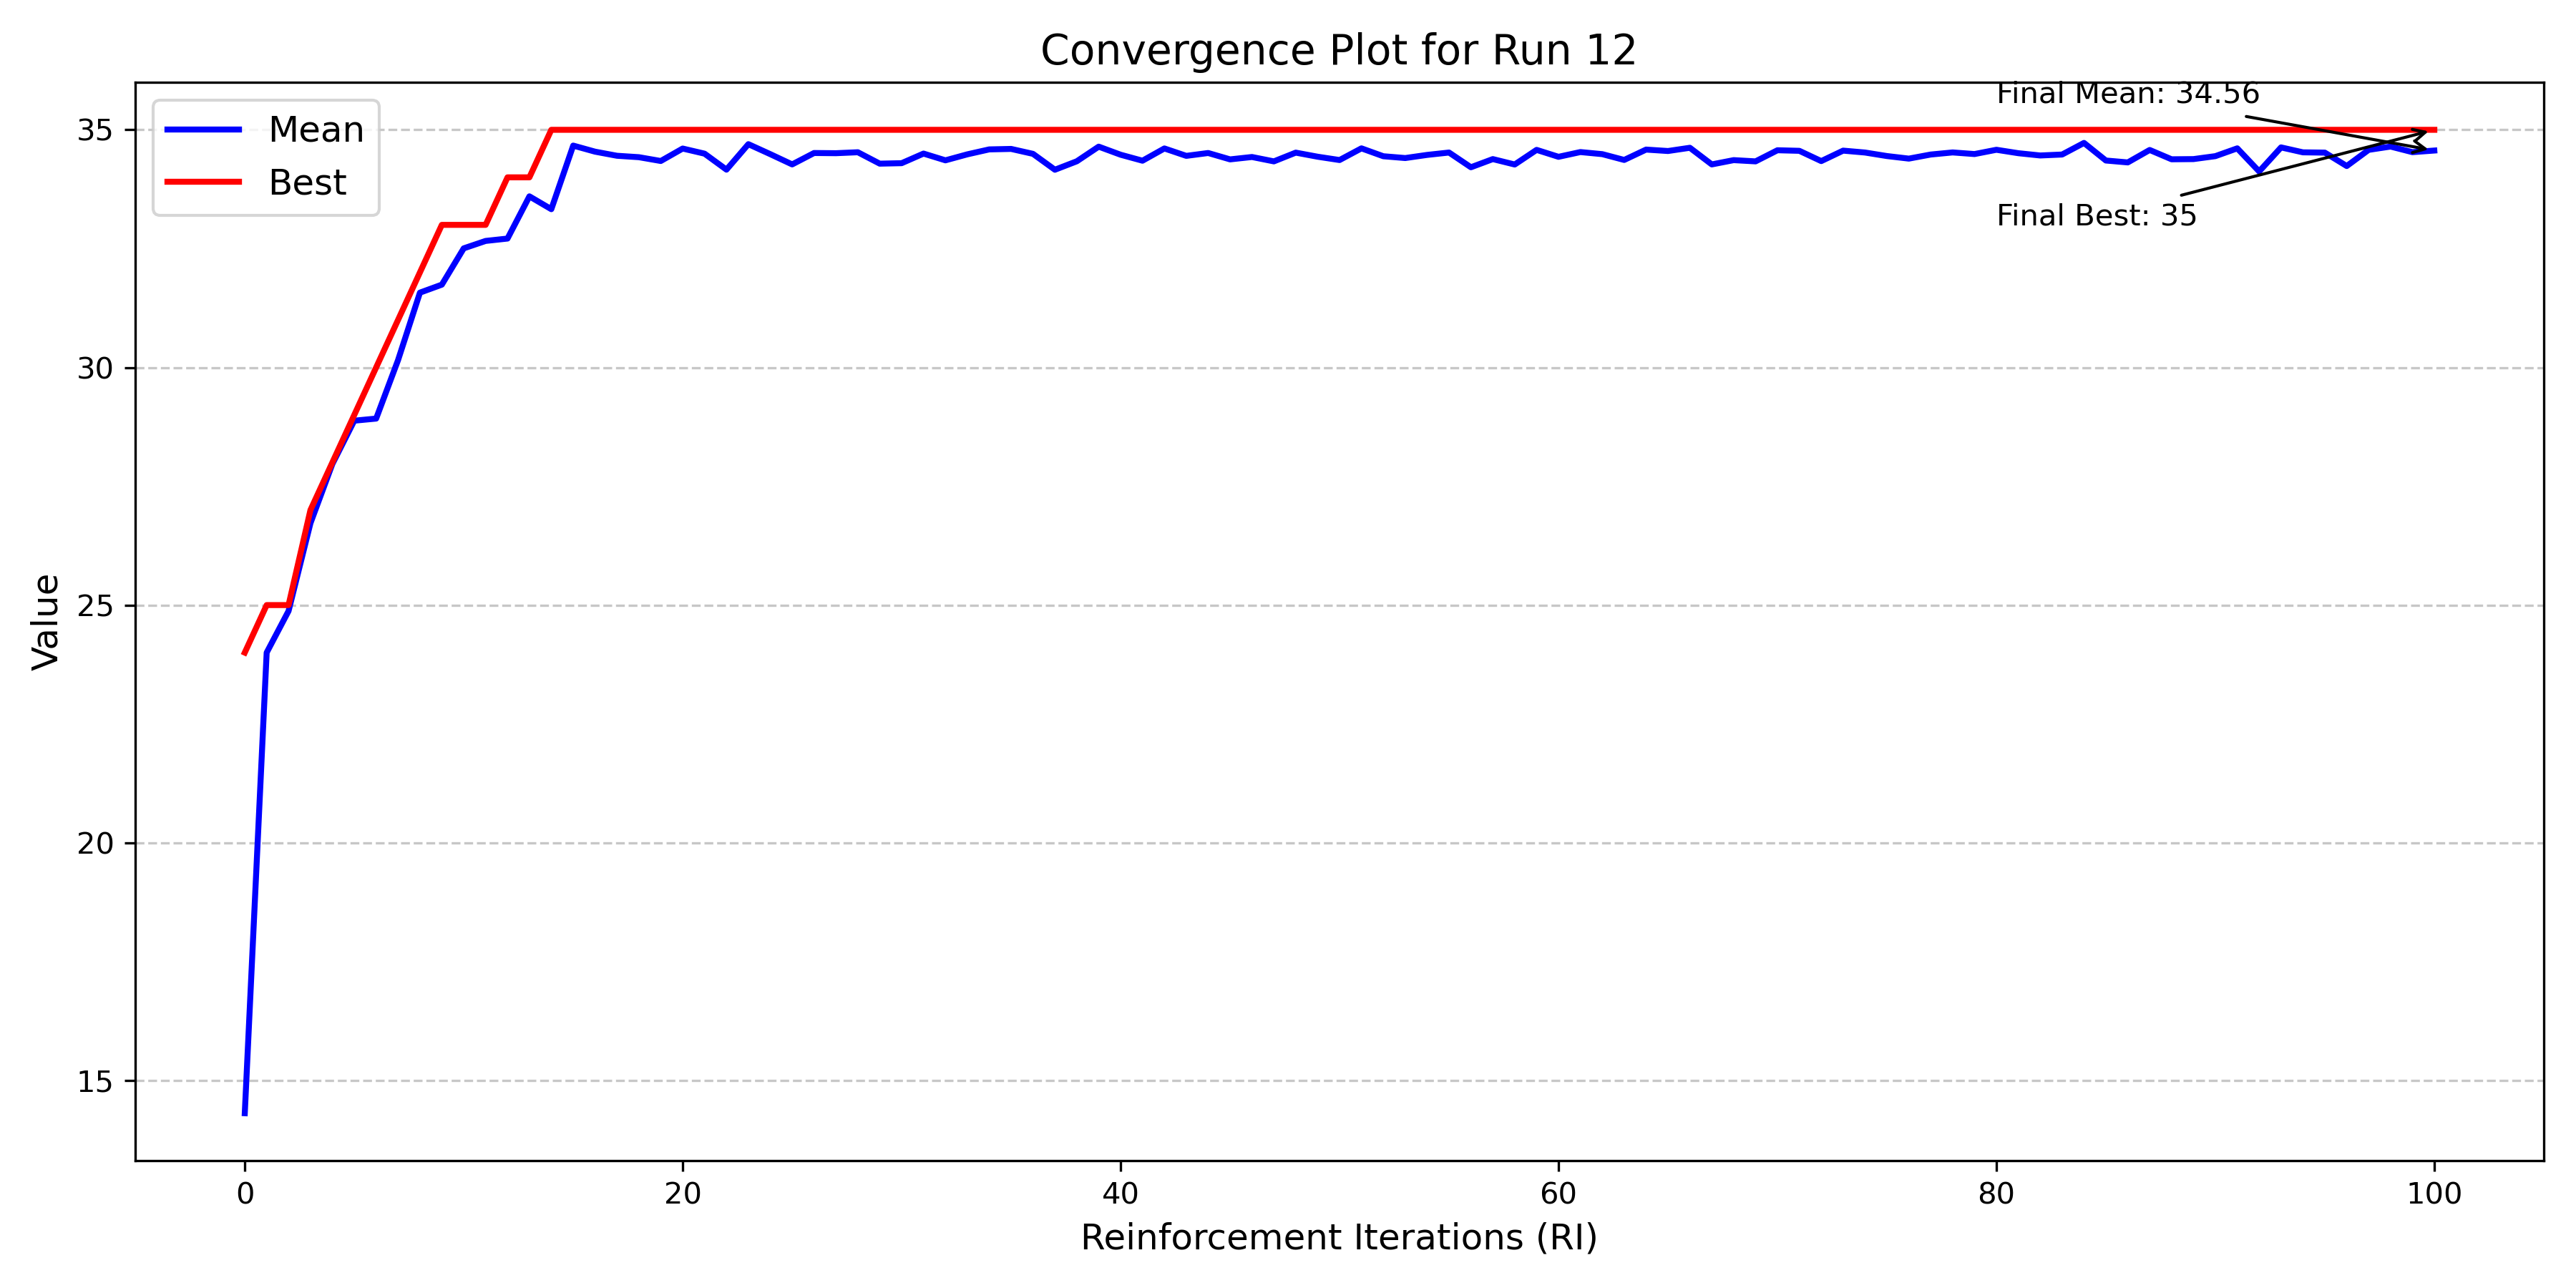 Convergence Plot for Run 12
Mean
Best
Final Mean: 34.56
Final Best: 35
35
30
25
20
15
Value
0
20
40
60
80
100
Reinforcement Iterations (RI)